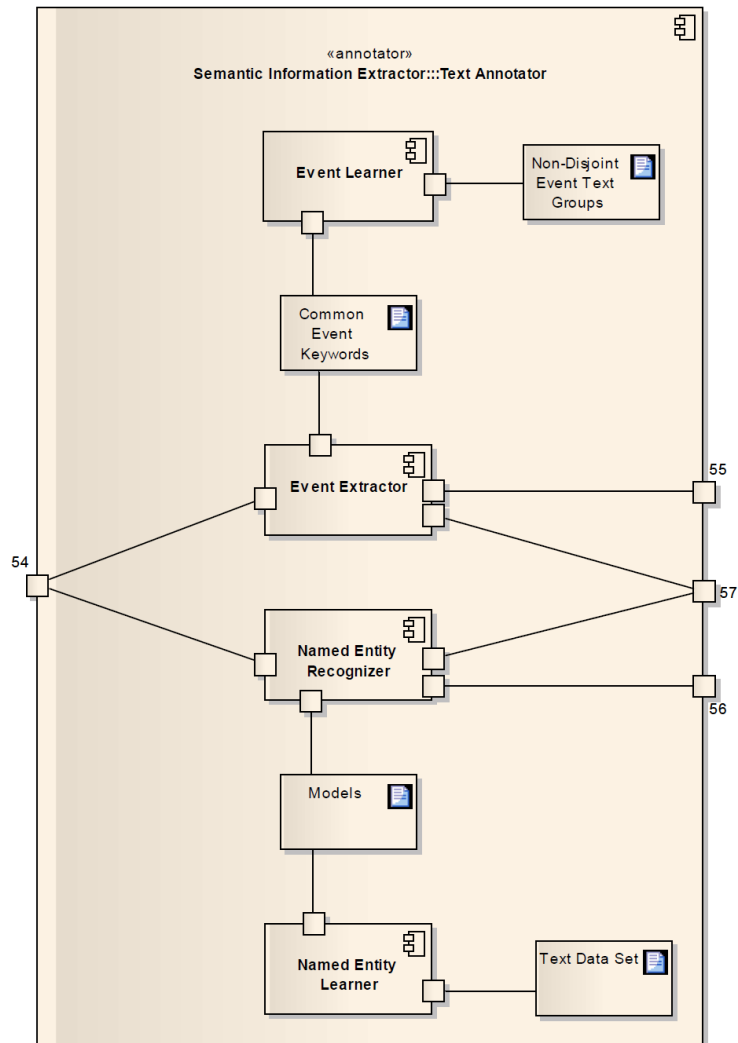 «annotator»
Semantic Information Extractor:::Text Annotator
Event Learner
Non-Disjoint
Event Text
Groups
Common
Event
Keywords
Event Extractor
55
54
57
Named Entity
Recognizer
56
Models
Named Entity
Learner
Text Data Set